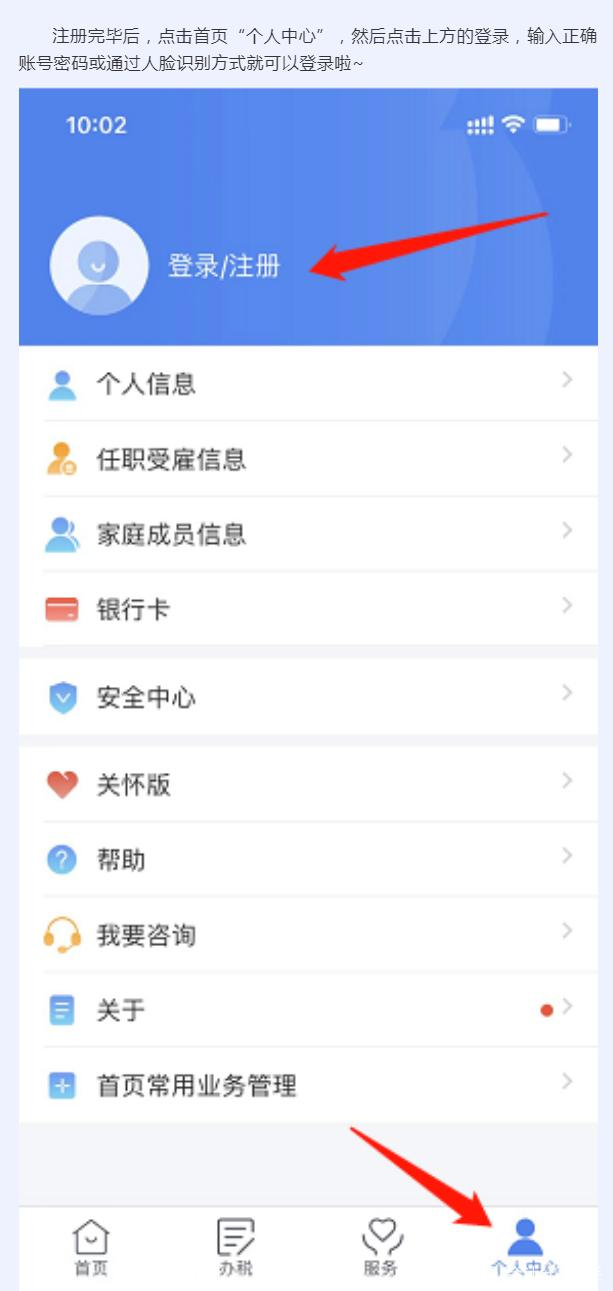 注册完毕后，点击首页“个人中心”，然后点击上方的登录，输入正确
账号密码或通过人脸识别方式就可以登录啦~
10:02
登录/注册
个人信息
任职受雇信息
家庭成员信息
银行卡
安全中心
关怀版
帮助
我要咨询
关于
首页常用业务管理
首页 办税 服务 个人中心